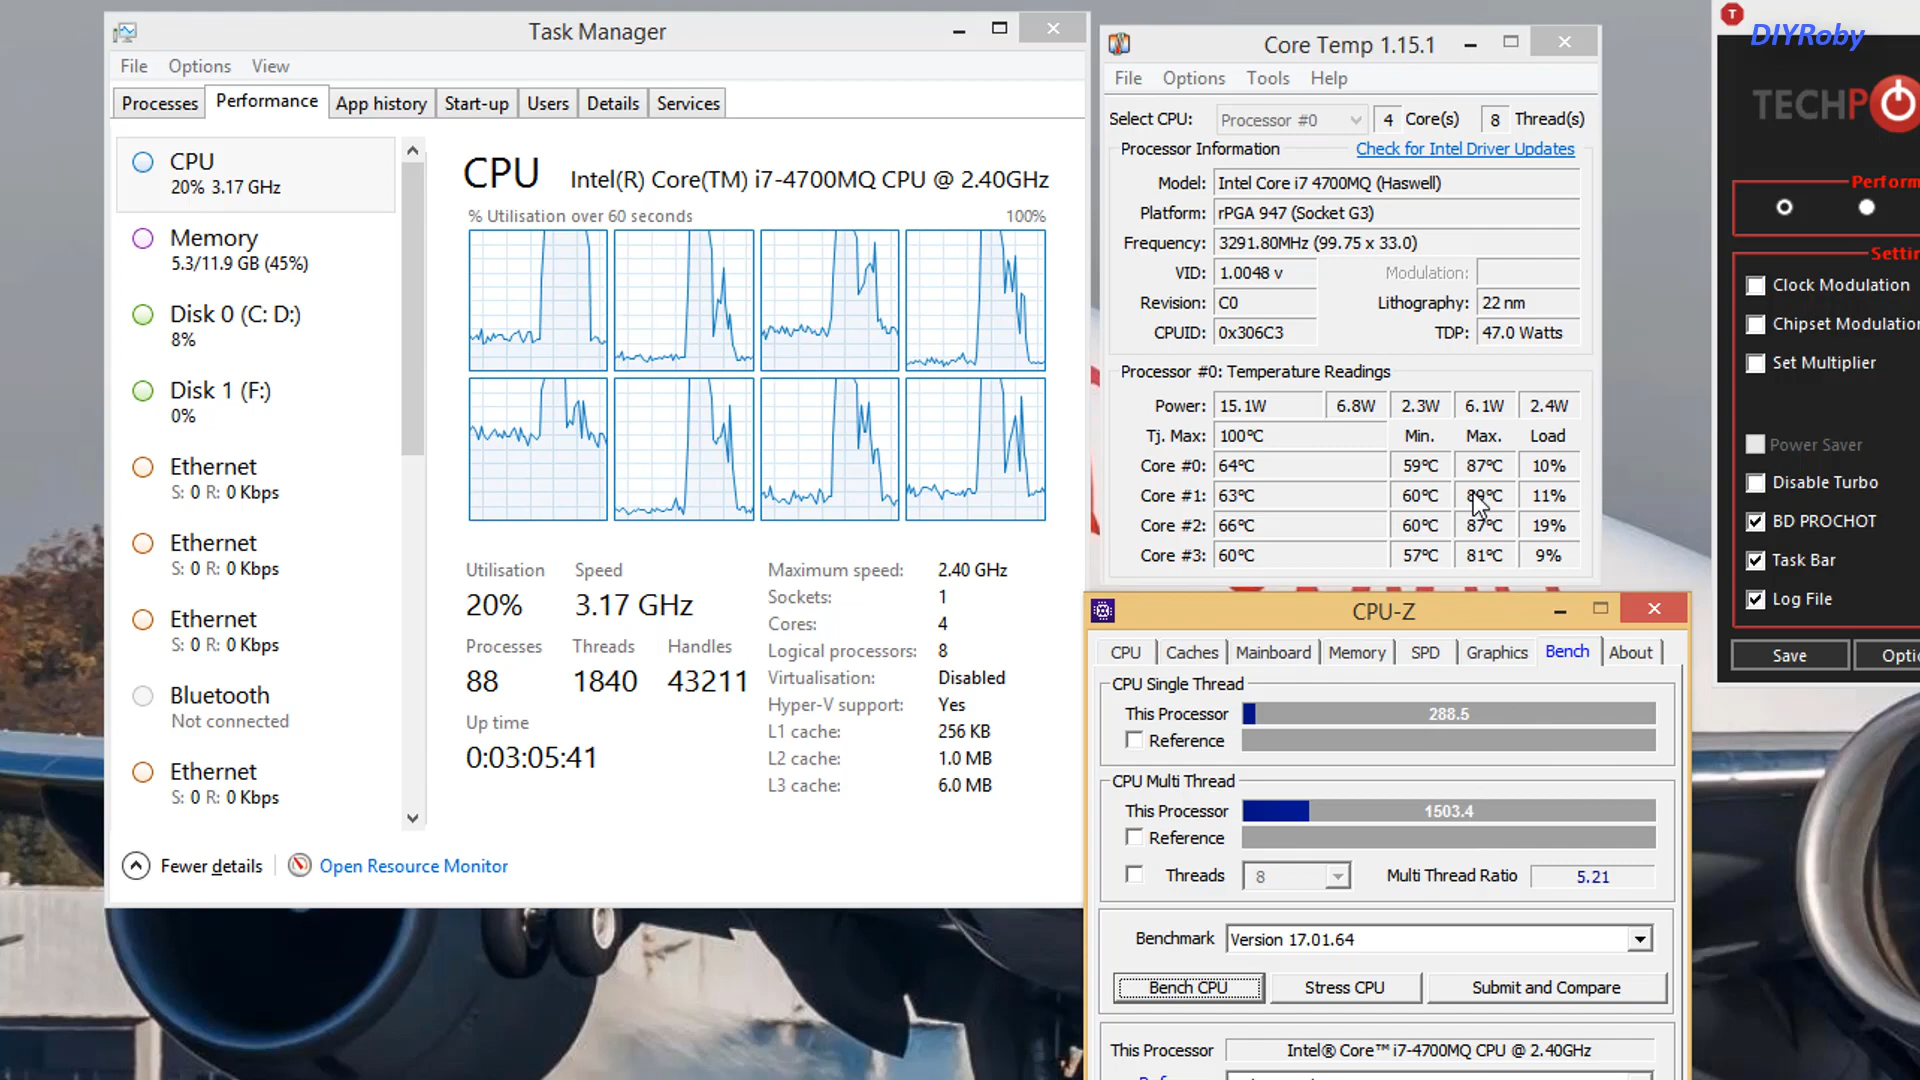 Task Manager
File Options View
Processes Performance App history Start-up Users Details Services
CPU
20% 3.17 GHz
Memory
5.3/11.9 GB (45%)
Disk 0 (C: D:)
8%
Disk 1 (F:)
0%
Ethernet
S: 0 R: 0 Kbps
Ethernet
S: 0 R: 0 Kbps
Ethernet
S: 0 R: 0 Kbps
Bluetooth
Not connected
Ethernet
S: 0 R: 0 Kbps
Fewer details
Open Resource Monitor
CPU Intel(R) Core(TM) i7-4700MQ CPU @ 2.40GHz
% Utilisation over 60 seconds 100%
Utilisation Speed
20% 3.17 GHz
Processes Threads Handles
88 1840 43211
Up time
0:03:05:41
Maximum speed: 2.40 GHz
Sockets: 1
Cores: 4
Logical processors: 8
Virtualisation: Disabled
Hyper-V support: Yes
L1 cache: 256 KB
L2 cache: 1.0 MB
L3 cache: 6.0 MB
Core Temp 1.15.1
File Options Tools Help
Select CPU: Processor #0 4 Core(s) 8 Thread(s)
Processor Information Check for Intel Driver Updates
Model: Intel Core i7 4700MQ (Haswell)
Platform: rPGA 947 (Socket G3)
Frequency: 3291.80MHz (99.75 x 33.0)
VID: 1.0048 v Modulation:
Revision: C0 Lithography: 22 nm
CPUID: 0x306C3 TDP: 47.0 Watts
Processor #0: Temperature Readings
Power: 15.1W 6.8W 2.3W 6.1W 2.4W
Tj. Max: 100°C Min. Max. Load
Core #0: 64°C 59°C 87°C 10%
Core #1: 63°C 60°C 89°C 11%
Core #2: 66°C 60°C 87°C 19%
Core #3: 60°C 57°C 81°C 9%
CPU-Z
CPU Caches Mainboard Memory SPD Graphics Bench About
CPU Single Thread
This Processor 288.5
Reference
CPU Multi Thread
This Processor 1503.4
Reference
Threads 8 Multi Thread Ratio 5.21
Benchmark Version 17.01.64
Bench CPU Stress CPU Submit and Compare
This Processor Intel® Core™ i7-4700MQ CPU @ 2.40GHz
T
DIYRoby
TECHP
Perform
Settin
Clock Modulation
Chipset Modulation
Set Multiplier
Power Saver
Disable Turbo
BD PROCHOT
Task Bar
Log File
Save Optio